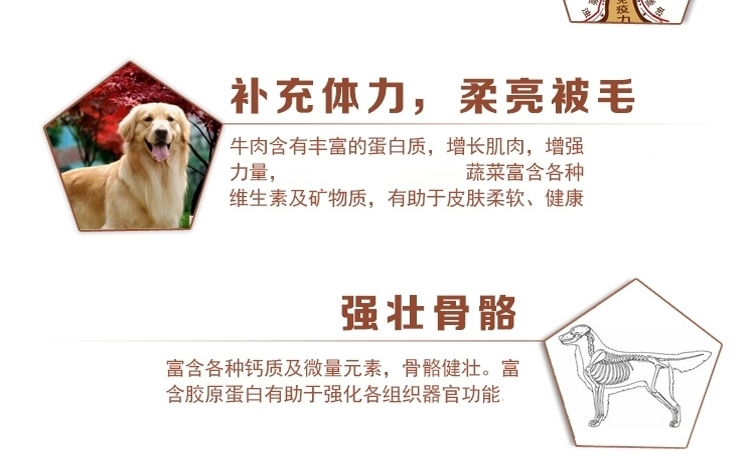 免疫力
补充体力，柔亮被毛
牛肉含有丰富的蛋白质，增长肌肉，增强
力量，蔬菜富含各种
维生素及矿物质，有助于皮肤柔软、健康
强壮骨骼
富含各种钙质及微量元素，骨骼健壮。富
含胶原蛋白有助于强化各组织器官功能